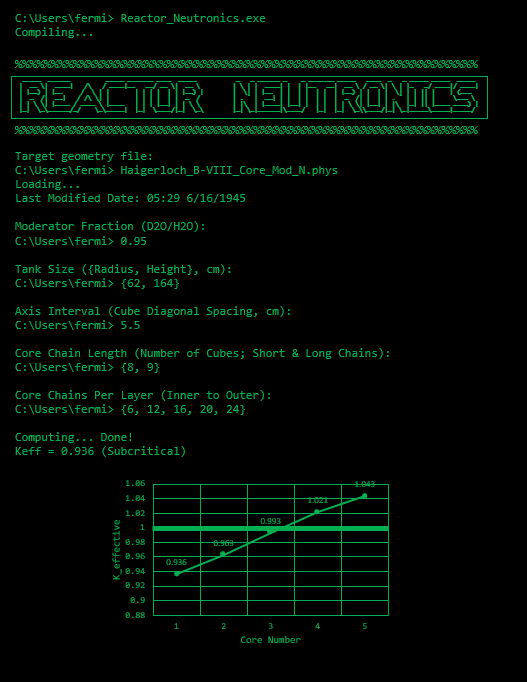 C:\Users\fermi> Reactor_Neutronics.exe
Compiling...
%%%%%%%%%%%%%%%%%%%%%%%%%%%%%%%%%%%%%%%%%%%%%%%%%%%%%%%%%%%%%%%%%%%%%%
REACTOR NEUTRONICS
%%%%%%%%%%%%%%%%%%%%%%%%%%%%%%%%%%%%%%%%%%%%%%%%%%%%%%%%%%%%%%%%%%%%%%
Target geometry file:
C:\Users\fermi> Haigerloch_B-VIII_Core_Mod_N.phys
Loading...
Last Modified Date: 05:29 6/16/1945
Moderator Fraction (D2O/H2O):
C:\Users\fermi> 0.95
Tank Size ({Radius, Height}, cm):
C:\Users\fermi> {62, 164}
Axis Interval (Cube Diagonal Spacing, cm):
C:\Users\fermi> 5.5
Core Chain Length (Number of Cubes; Short & Long Chains):
C:\Users\fermi> {8, 9}
Core Chains Per Layer (Inner to Outer):
C:\Users\fermi> {6, 12, 16, 20, 24}
Computing... Done!
Keff = 0.936 (Subcritical)
K_effective
1.06
1.04
1.02
1
0.98
0.96
0.94
0.92
0.9
0.88
0.936
0.963
0.993
1.021
1.043
1 2 3 4 5
Core Number